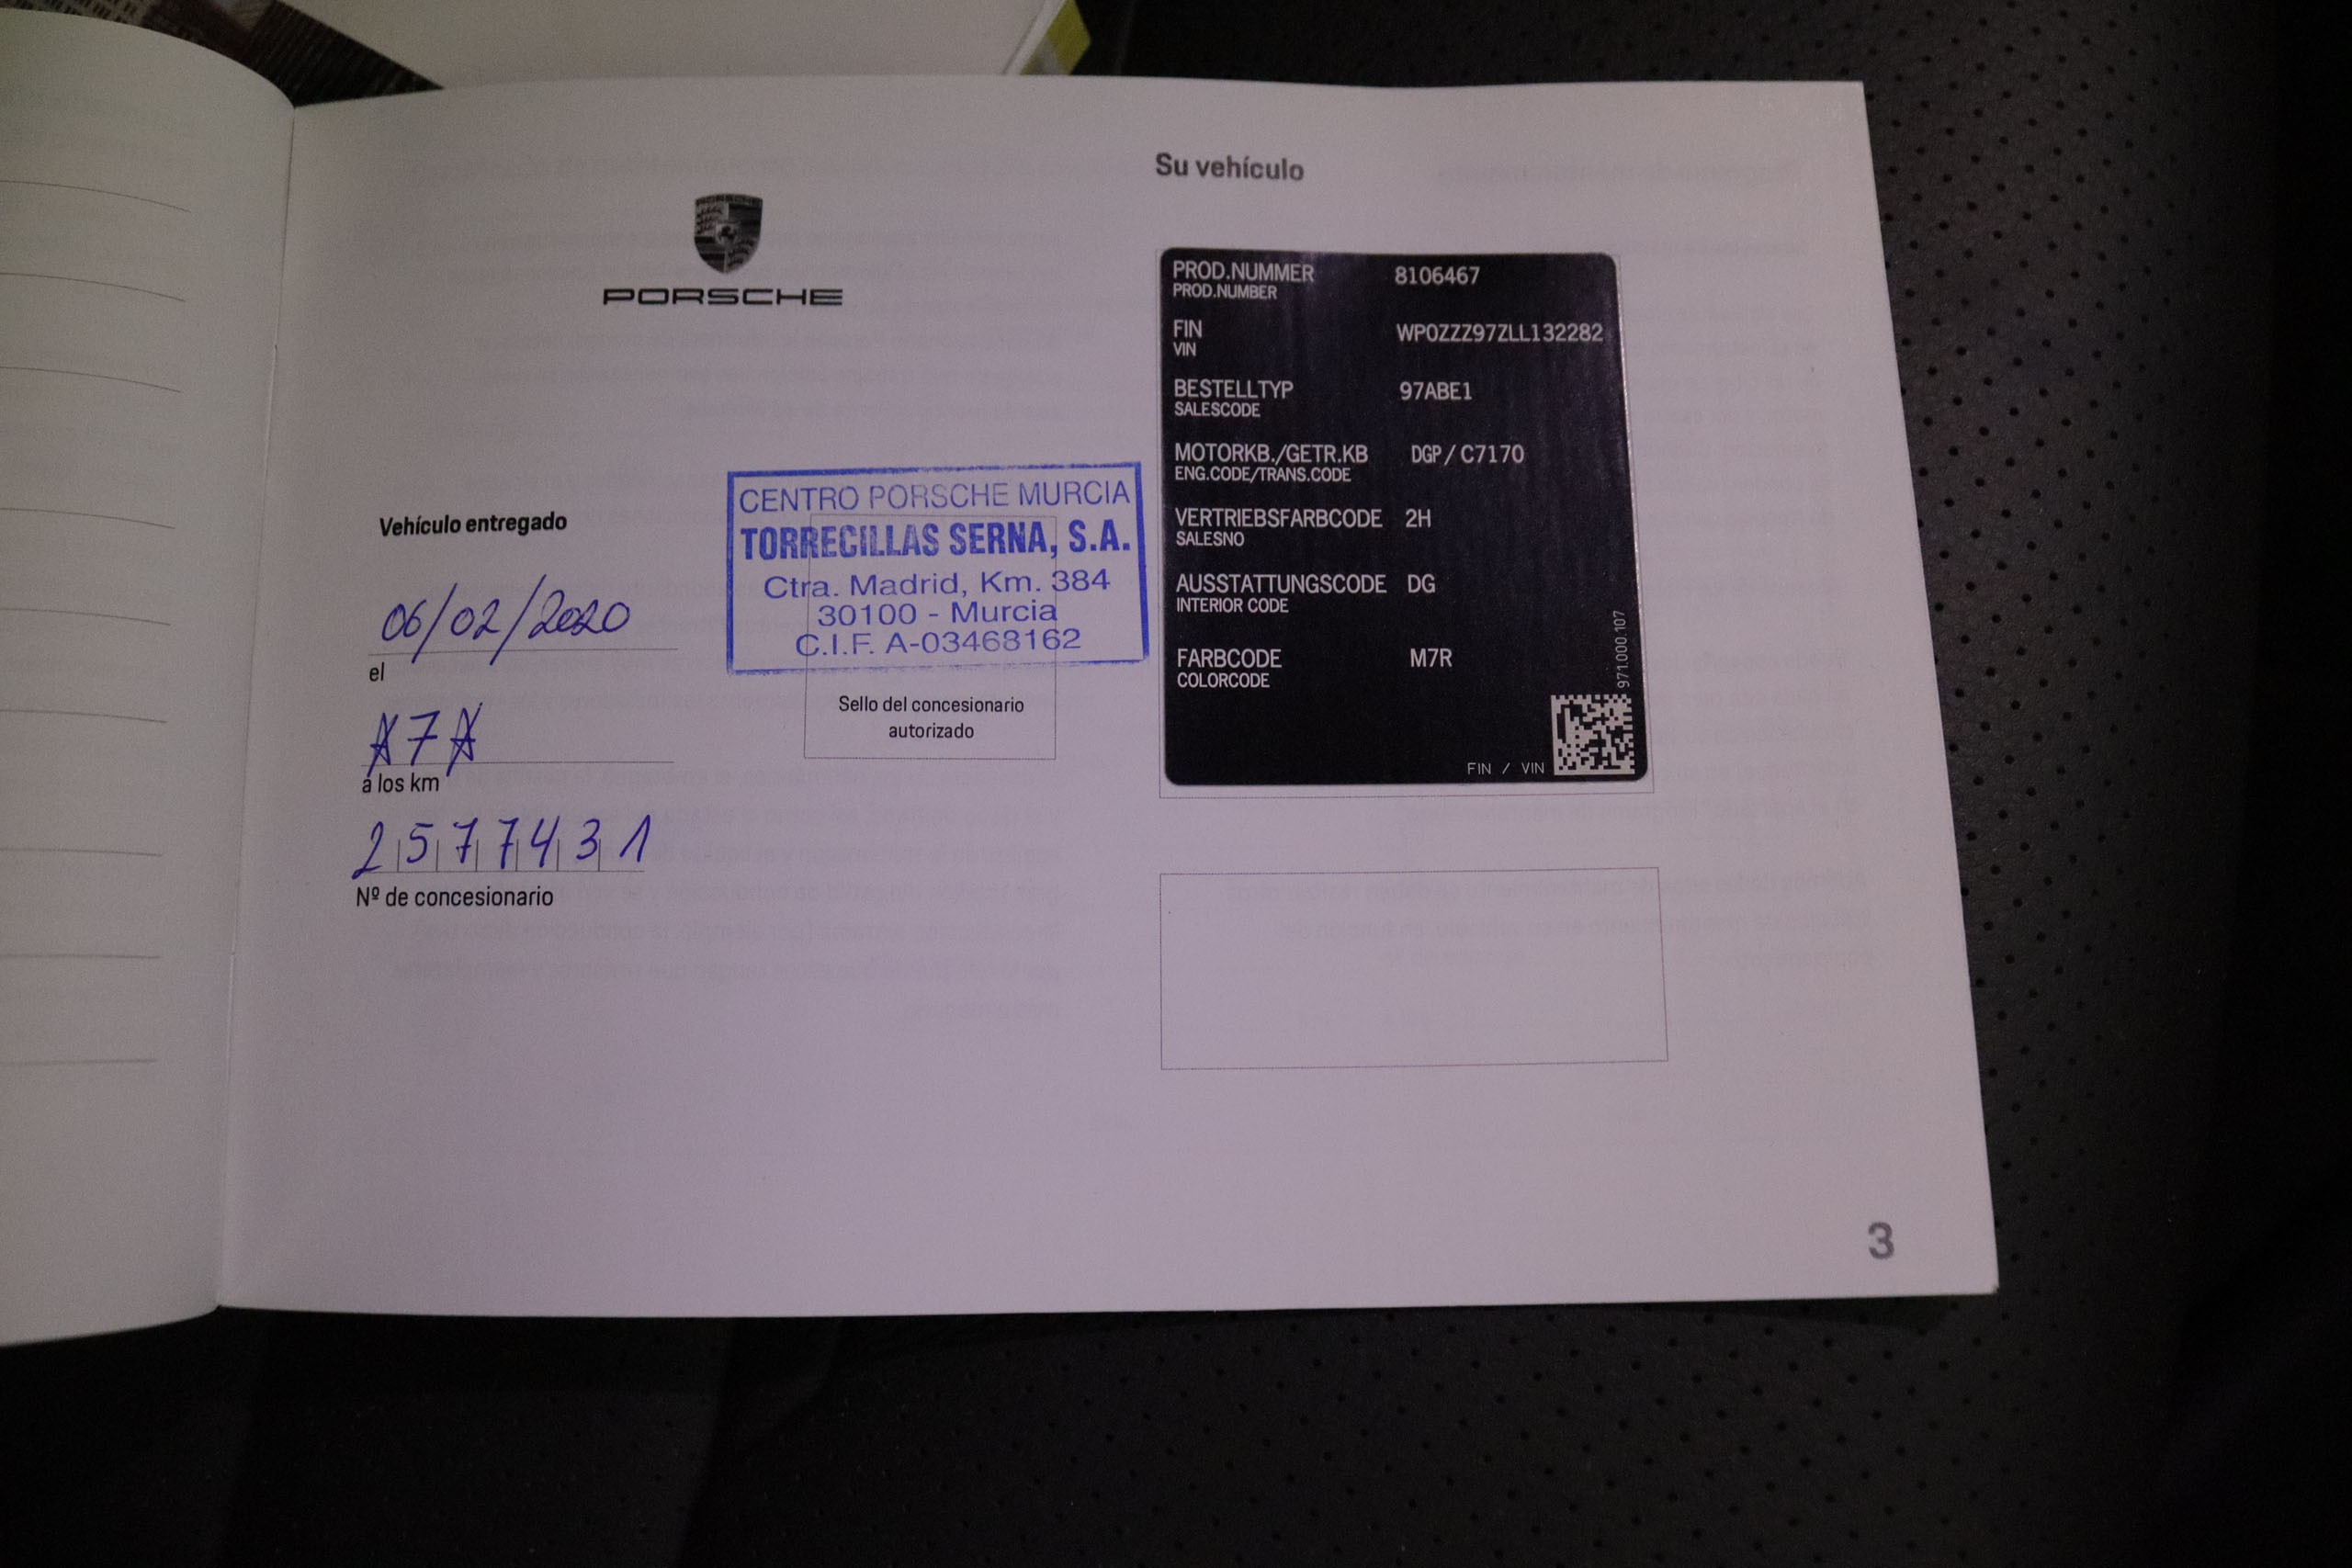 PORSCHE
PORSCHE
Vehículo entregado
06/02/2020
el
7
a los km
2577431
Nº de concesionario
CENTRO PORSCHE MURCIA
TORRECILLAS SERNA, S.A.
Ctra. Madrid, Km. 384
30100 - Murcia
C.I.F. A-03468162
Sello del concesionario
autorizado
Su vehículo
PROD.NUMMER 8106467
PROD.NUMBER
FIN WP0ZZZ97ZLL132282
VIN
BESTELLTYP 97ABE1
SALESCODE
MOTORKB./GETR.KB DGP / C7170
ENG.CODE/TRANS.CODE
VERTRIEBSFARBCODE 2H
SALESNO
AUSSTATTUNGSCODE DG
INTERIOR CODE
FARBCODE M7R
COLORCODE
971.000.107
FIN / VIN
3